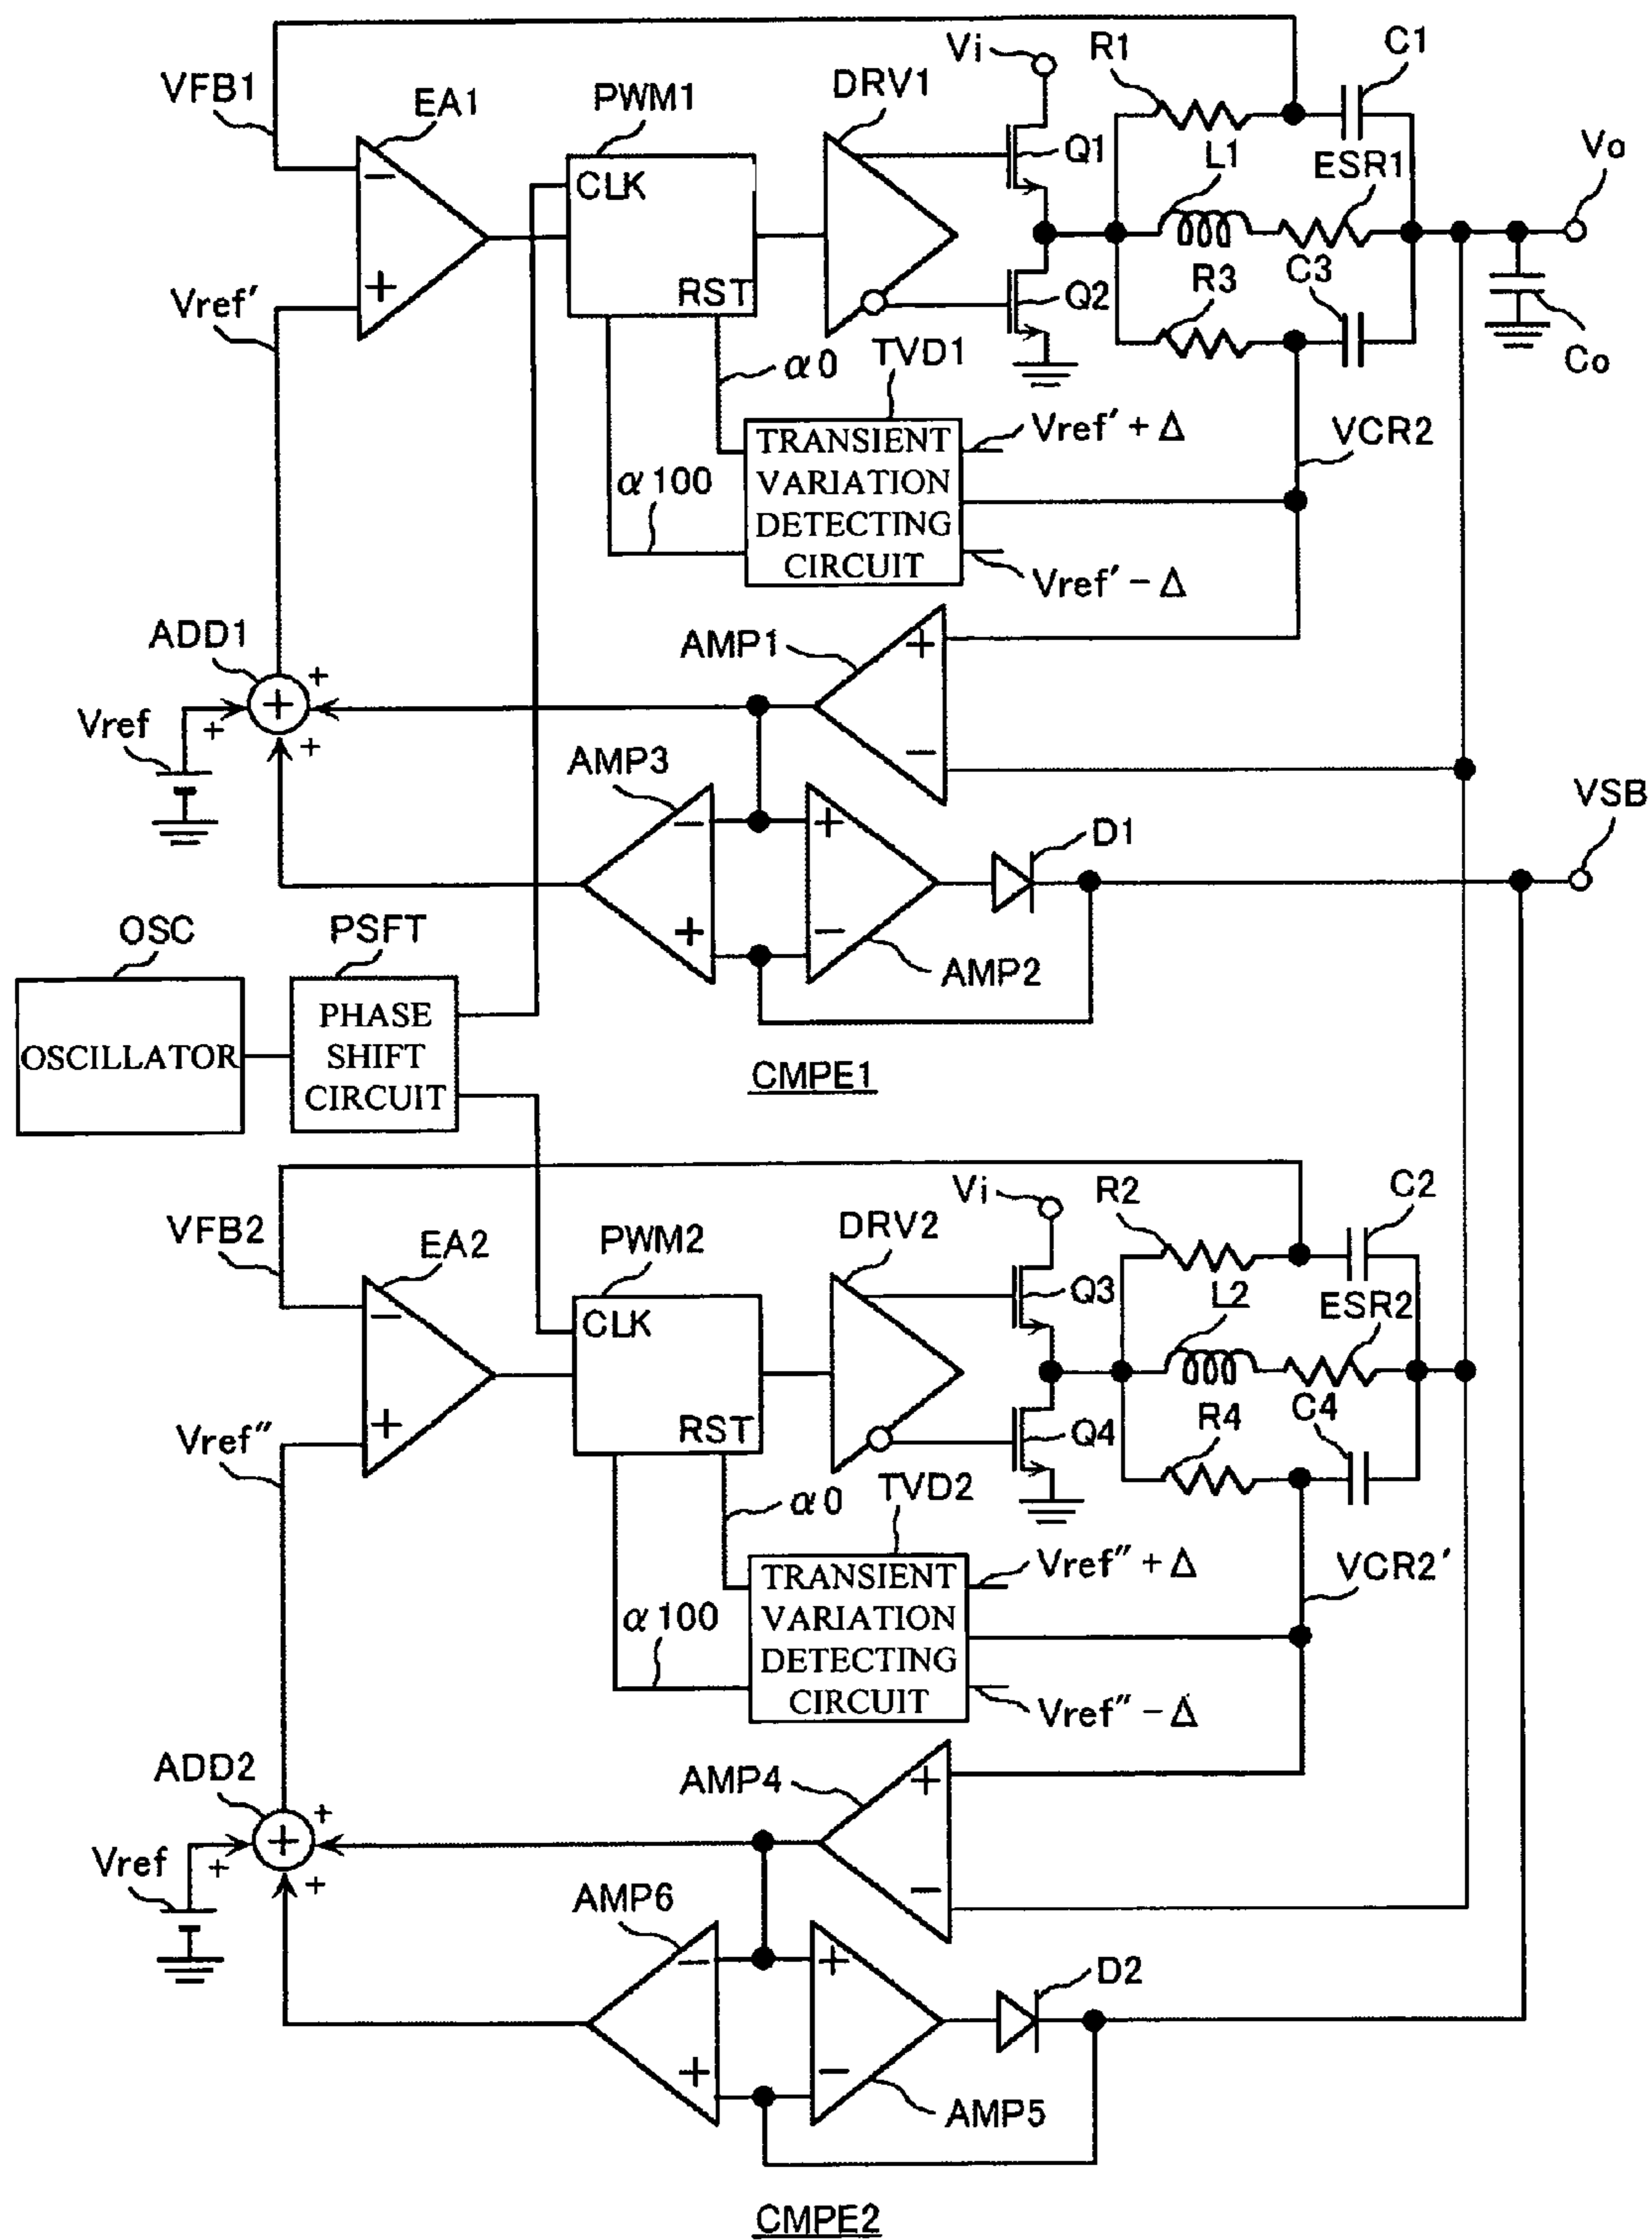 Vi
R1
C1
VFB1
EA1
PWM1
DRV1
Vo
−
CLK
Q1
L1
ESR1
+
RST
Q2
R3
C3
Vref′
α0
TVD1
Co
TRANSIENT
VARIATION
DETECTING
CIRCUIT
Vref′+Δ
VCR2
α100
Vref′−Δ
ADD1
AMP1
+
+
+
Vref
+
+
−
AMP3
VSB
−
+
D1
+
−
AMP2
OSC
PSFT
OSCILLATOR
PHASE
SHIFT
CIRCUIT
CMPE1
Vi
R2
C2
VFB2
EA2
PWM2
DRV2
−
CLK
Q3
L2
ESR2
+
RST
Q4
R4
C4
Vref″
α0
TVD2
TRANSIENT
VARIATION
DETECTING
CIRCUIT
Vref″+Δ
VCR2′
α100
Vref″−Δ
ADD2
AMP4
+
+
+
Vref
+
+
−
AMP6
−
+
D2
+
−
AMP5
CMPE2